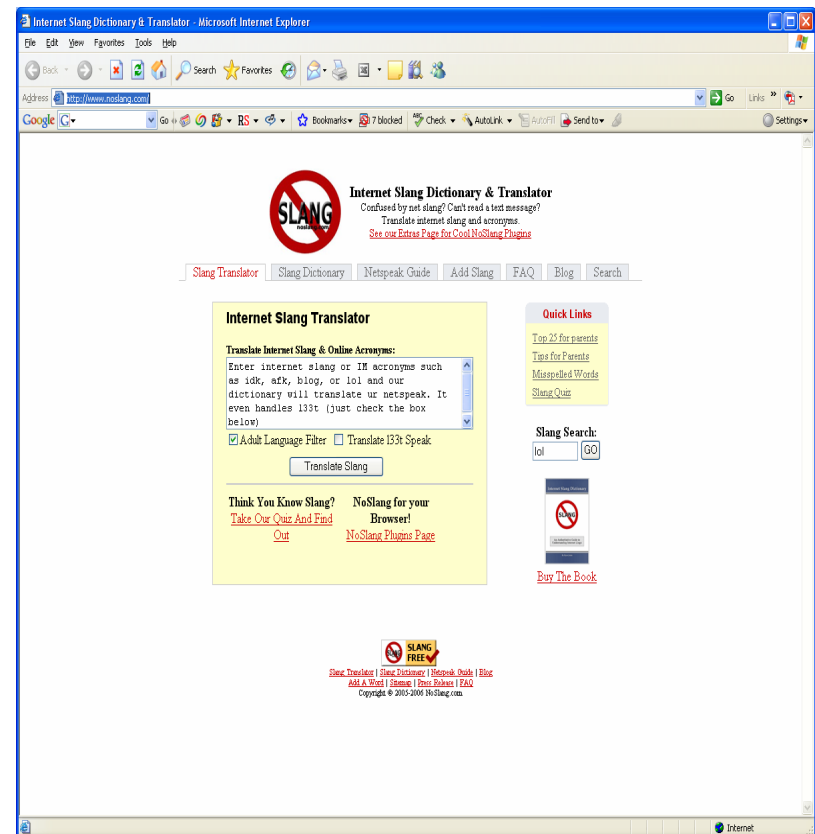 Internet Slang Dictionary & Translator - Microsoft Internet Explorer
File Edit View Favorites Tools Help
Back Search Favorites
Address http://www.noslang.com/ Go Links »
Google G Go RS Bookmarks 7 blocked Check AutoLink AutoFill Send to Settings
SLANG
noslang.com
Internet Slang Dictionary & Translator
Confused by net slang? Can't read a text message?
Translate internet slang and acronyms.
See our Extras Page for Cool NoSlang Plugins
Slang Translator Slang Dictionary Netspeak Guide Add Slang FAQ Blog Search
Internet Slang Translator
Translate Internet Slang & Online Acronyms:
Enter internet slang or IM acronyms such
as idk, afk, blog, or lol and our
dictionary will translate ur netspeak. It
even handles l33t (just check the box
below)
Adult Language Filter Translate l33t Speak
Translate Slang
Think You Know Slang?
Take Our Quiz And Find
Out
NoSlang for your
Browser!
NoSlang Plugins Page
Quick Links
Top 25 for parents
Tips for Parents
Misspelled Words
Slang Quiz
Slang Search:
lol GO
Internet Slang Dictionary
SLANG
Buy The Book
SLANG
FREE
Slang Translator | Slang Dictionary | Netspeak Guide | Blog
Add A Word | Sitemap | Press Release | FAQ
Copyright © 2005-2006 NoSlang.com
Internet